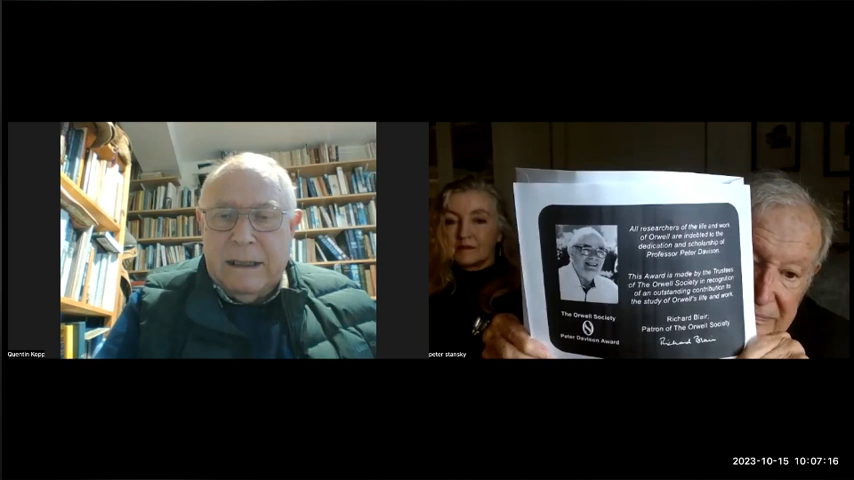 All researchers of the life and work
of Orwell are indebted to the
dedication and scholarship of
Professor Peter Davison.
This Award is made by the Trustees
of The Orwell Society in recognition
of an outstanding contribution to
the study of Orwell's life and work.
Richard Blair:
Patron of The Orwell Society
Richard Blair
The Orwell Society
Peter Davison Award
Quentin Kopp
peter stansky
2023-10-15 10:07:16